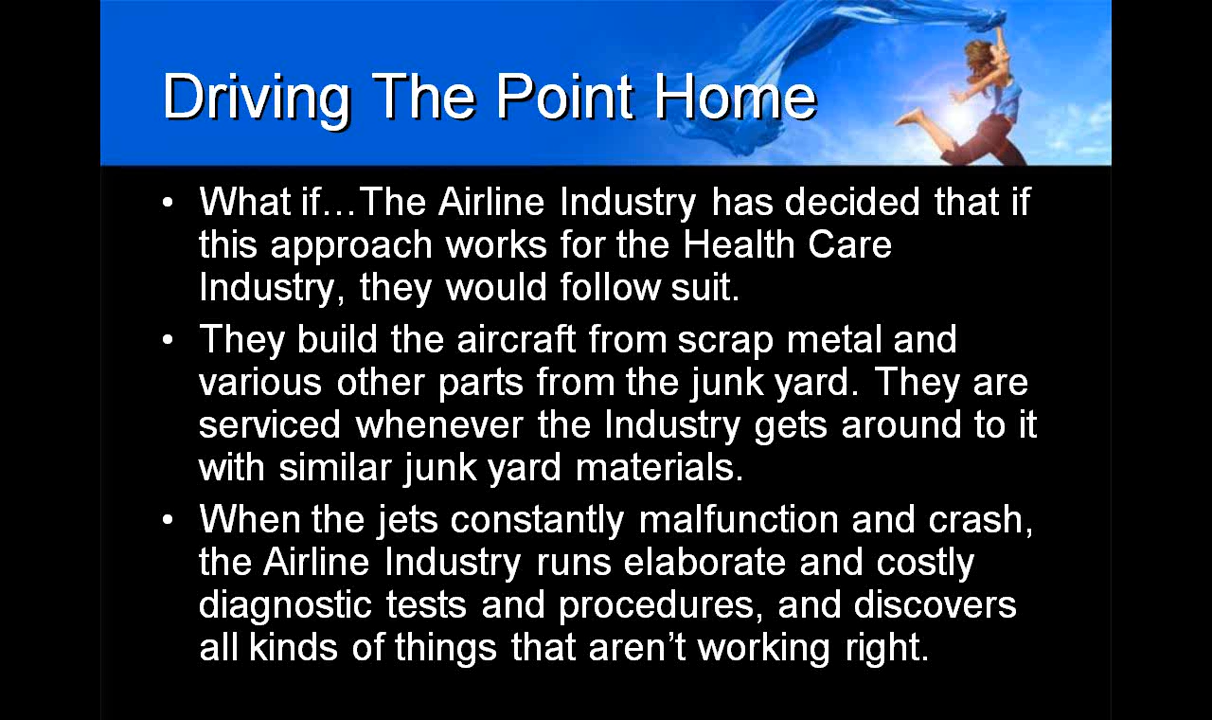 Driving The Point Home
• What if…The Airline Industry has decided that if
this approach works for the Health Care
Industry, they would follow suit.
• They build the aircraft from scrap metal and
various other parts from the junk yard. They are
serviced whenever the Industry gets around to it
with similar junk yard materials.
• When the jets constantly malfunction and crash,
the Airline Industry runs elaborate and costly
diagnostic tests and procedures, and discovers
all kinds of things that aren't working right.